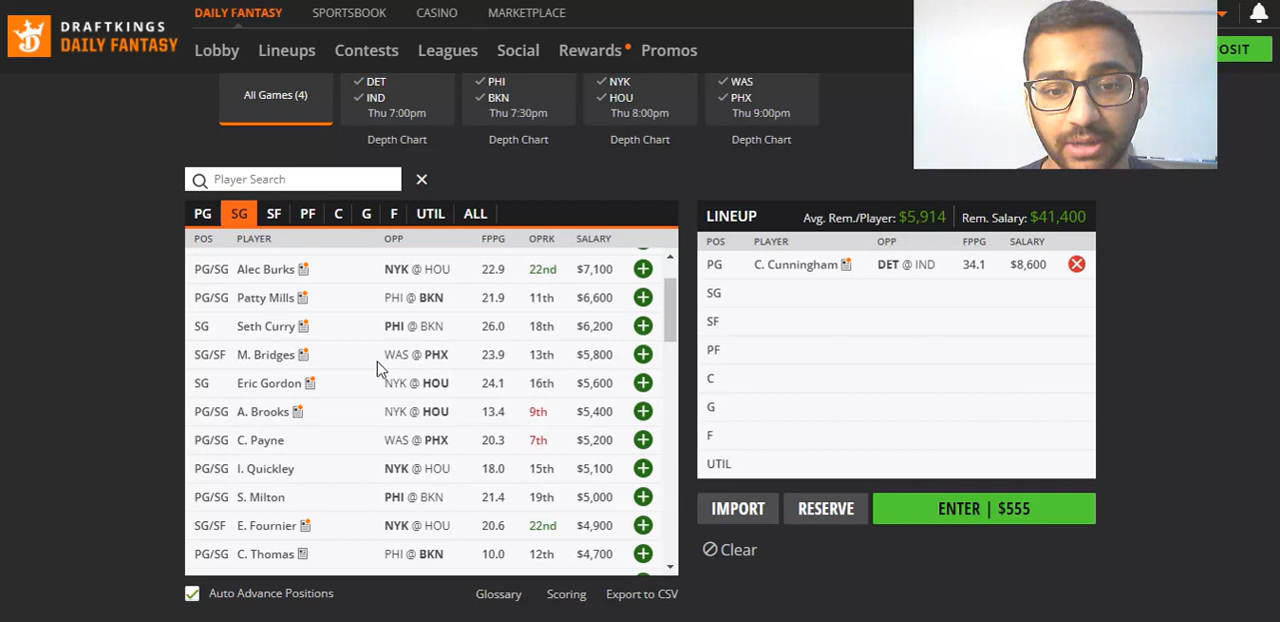 DRAFTKINGS
DAILY FANTASY
DAILY FANTASY SPORTSBOOK CASINO MARKETPLACE
Lobby Lineups Contests Leagues Social Rewards Promos
OSIT
All Games (4)
DET
IND
Thu 7:00pm
PHI
BKN
Thu 7:30pm
NYK
HOU
Thu 8:00pm
WAS
PHX
Thu 9:00pm
Depth Chart Depth Chart Depth Chart Depth Chart
Player Search
PG SG SF PF C G F UTIL ALL
POS PLAYER OPP FPPG OPRK SALARY
PG/SG Alec Burks NYK @ HOU 22.9 22nd $7,100
PG/SG Patty Mills PHI @ BKN 21.9 11th $6,600
SG Seth Curry PHI @ BKN 26.0 18th $6,200
SG/SF M. Bridges WAS @ PHX 23.9 13th $5,800
SG Eric Gordon NYK @ HOU 24.1 16th $5,600
PG/SG A. Brooks NYK @ HOU 13.4 9th $5,400
PG/SG C. Payne WAS @ PHX 20.3 7th $5,200
PG/SG I. Quickley NYK @ HOU 18.0 15th $5,100
PG/SG S. Milton PHI @ BKN 21.4 19th $5,000
SG/SF E. Fournier NYK @ HOU 20.6 22nd $4,900
PG/SG C. Thomas PHI @ BKN 10.0 12th $4,700
Auto Advance Positions
Glossary Scoring Export to CSV
LINEUP Avg. Rem./Player: $5,914 Rem. Salary: $41,400
POS PLAYER OPP FPPG SALARY
PG C. Cunningham DET @ IND 34.1 $8,600
SG
SF
PF
C
G
F
UTIL
IMPORT RESERVE ENTER | $555
Clear